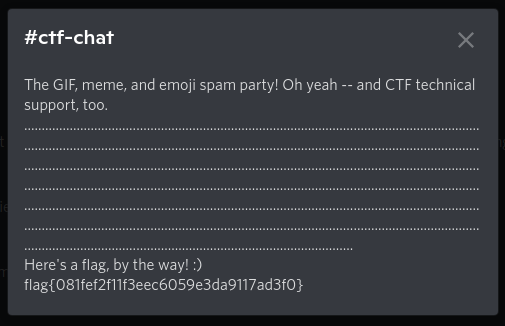 #ctf-chat
The GIF, meme, and emoji spam party! Oh yeah -- and CTF technical
support, too.
....................................................................................................................................
....................................................................................................................................
....................................................................................................................................
....................................................................................................................................
....................................................................................................................................
....................................................................................................................................
...............................................................................................
Here's a flag, by the way! :)
flag{081fef2f11f3eec6059e3da9117ad3f0}